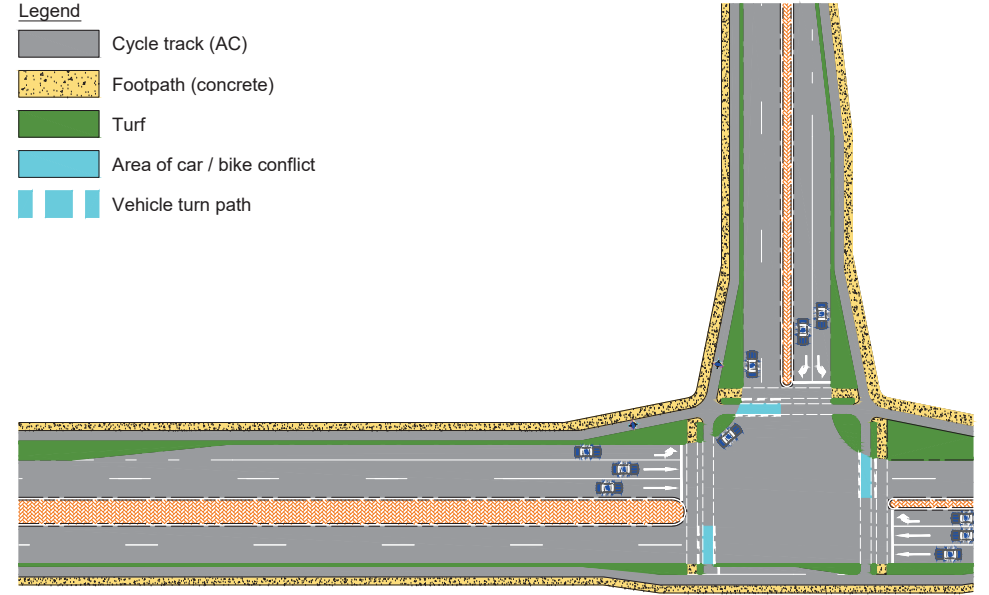 Legend
Cycle track (AC)
Footpath (concrete)
Turf
Area of car / bike conflict
Vehicle turn path